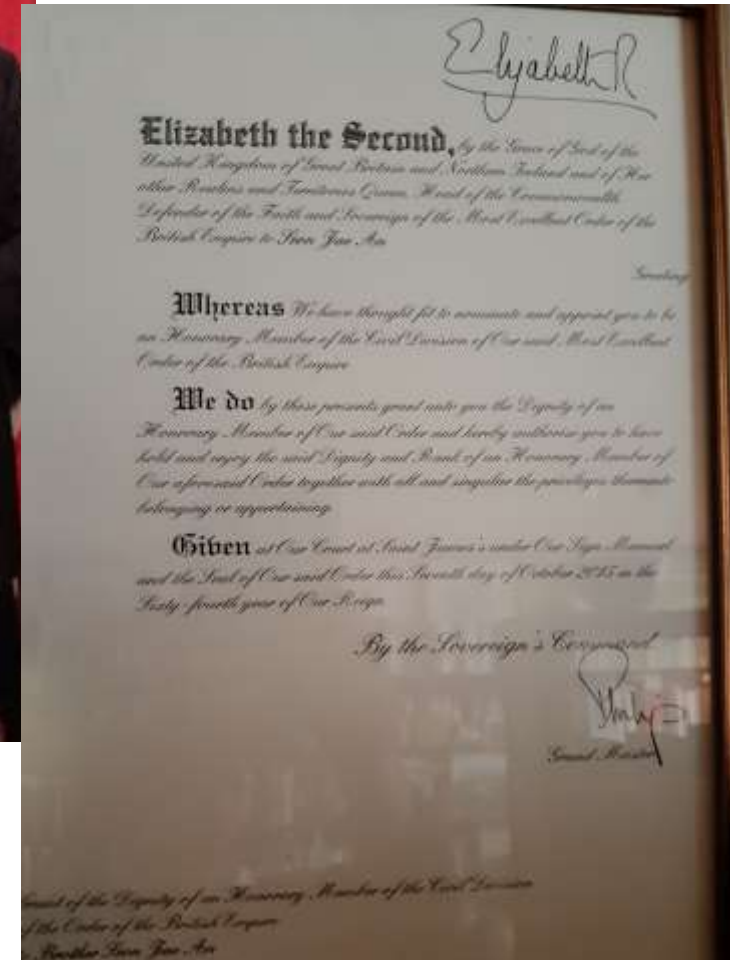 Elizabeth R
Elizabeth the Second, by the Grace of God of the
United Kingdom of Great Britain and Northern Ireland and of Her
other Realms and Territories Queen, Head of the Commonwealth
Defender of the Faith and Sovereign of the Most Excellent Order of the
British Empire to Seon Jae An
Greeting
Whereas We have thought fit to nominate and appoint you to be
an Honorary Member of the Civil Division of Our said Most Excellent
Order of the British Empire
We do by these presents grant unto you the Dignity of an
Honorary Member of Our said Order and hereby authorise you to have
hold and enjoy the said Dignity and Rank of an Honorary Member of
Our aforesaid Order together with all and singular the privileges thereunto
belonging or appertaining.
Given at Our Court at Saint James's under Our Sign Manual
and the Seal of Our said Order this Seventh day of October 2015 in the
Sixty-fourth year of Our Reign.
By the Sovereign's Command
Philip
Grand Master
Grant of the Dignity of an Honorary Member of the Civil Division
of the Order of the British Empire
Brother Seon Jae An